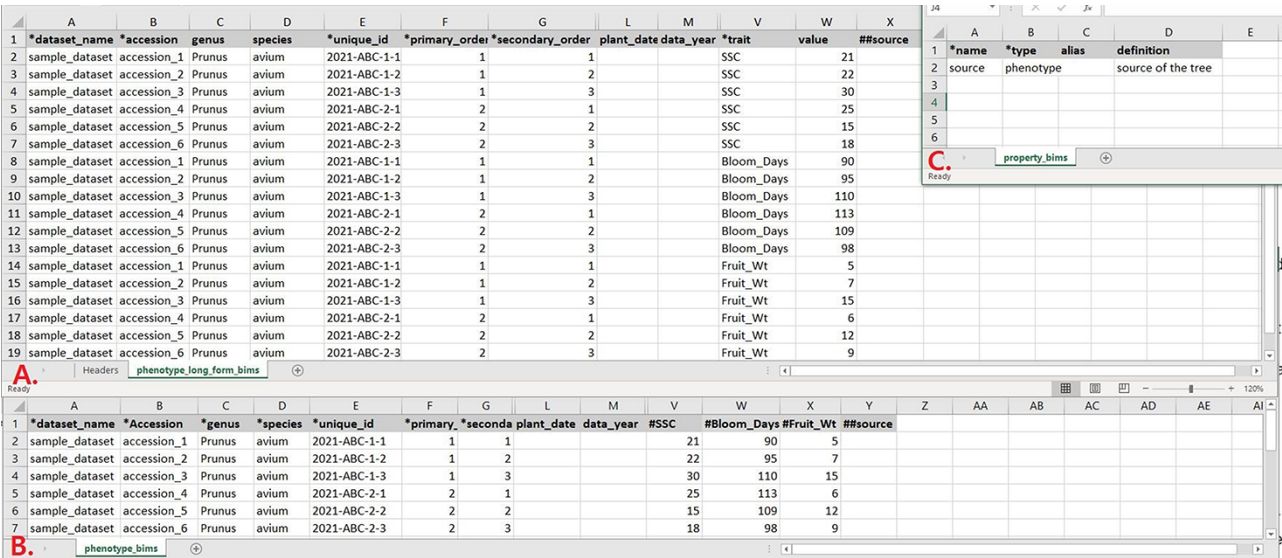 A B C D E F G L M V W X
1 *dataset_name *accession genus species *unique_id *primary_order *secondary_order plant_date data_year *trait value ##source
2 sample_dataset accession_1 Prunus avium 2021-ABC-1-1 1 1 SSC 21
3 sample_dataset accession_2 Prunus avium 2021-ABC-1-2 1 2 SSC 22
4 sample_dataset accession_3 Prunus avium 2021-ABC-1-3 1 3 SSC 30
5 sample_dataset accession_4 Prunus avium 2021-ABC-2-1 2 1 SSC 25
6 sample_dataset accession_5 Prunus avium 2021-ABC-2-2 2 2 SSC 15
7 sample_dataset accession_6 Prunus avium 2021-ABC-2-3 2 3 SSC 18
8 sample_dataset accession_1 Prunus avium 2021-ABC-1-1 1 1 Bloom_Days 90
9 sample_dataset accession_2 Prunus avium 2021-ABC-1-2 1 2 Bloom_Days 95
10 sample_dataset accession_3 Prunus avium 2021-ABC-1-3 1 3 Bloom_Days 110
11 sample_dataset accession_4 Prunus avium 2021-ABC-2-1 2 1 Bloom_Days 113
12 sample_dataset accession_5 Prunus avium 2021-ABC-2-2 2 2 Bloom_Days 109
13 sample_dataset accession_6 Prunus avium 2021-ABC-2-3 2 3 Bloom_Days 98
14 sample_dataset accession_1 Prunus avium 2021-ABC-1-1 1 1 Fruit_Wt 5
15 sample_dataset accession_2 Prunus avium 2021-ABC-1-2 1 2 Fruit_Wt 7
16 sample_dataset accession_3 Prunus avium 2021-ABC-1-3 1 3 Fruit_Wt 15
17 sample_dataset accession_4 Prunus avium 2021-ABC-2-1 2 1 Fruit_Wt 6
18 sample_dataset accession_5 Prunus avium 2021-ABC-2-2 2 2 Fruit_Wt 12
19 sample_dataset accession_6 Prunus avium 2021-ABC-2-3 2 3 Fruit_Wt 9
A. Headers phenotype_long_form_bims
Ready 120%
J4 fx
A B C D E
1 *name *type alias definition
2 source phenotype source of the tree
3
4
5
6
C. property_bims
Ready
A B C D E F G L M V W X Y Z AA AB AC AD AE
1 *dataset_name *Accession *genus *species *unique_id *primary_ *seconda plant_date data_year #SSC #Bloom_Days #Fruit_Wt ##source
2 sample_dataset accession_1 Prunus avium 2021-ABC-1-1 1 1 21 90 5
3 sample_dataset accession_2 Prunus avium 2021-ABC-1-2 1 2 22 95 7
4 sample_dataset accession_3 Prunus avium 2021-ABC-1-3 1 3 30 110 15
5 sample_dataset accession_4 Prunus avium 2021-ABC-2-1 2 1 25 113 6
6 sample_dataset accession_5 Prunus avium 2021-ABC-2-2 2 2 15 109 12
7 sample_dataset accession_6 Prunus avium 2021-ABC-2-3 2 3 18 98 9
B. phenotype_bims